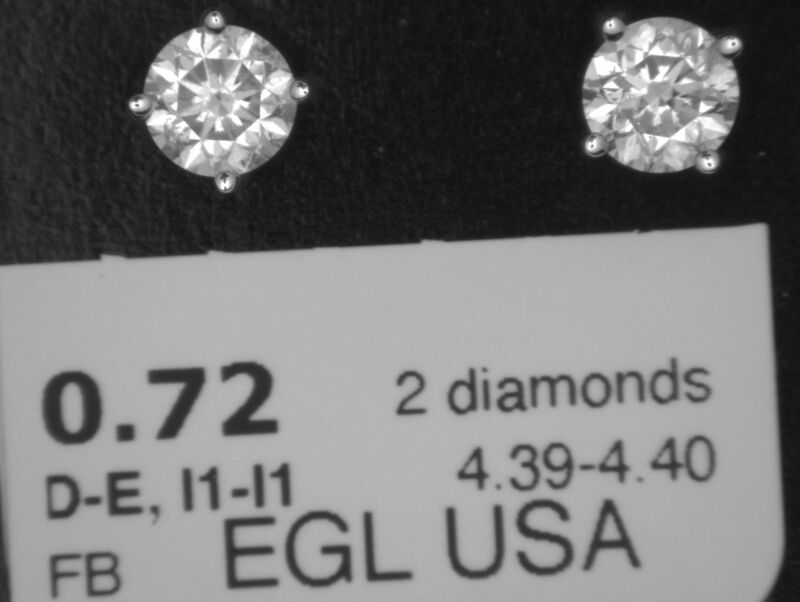 0.72 2 diamonds
D-E, I1-I1 4.39-4.40
FB EGL USA